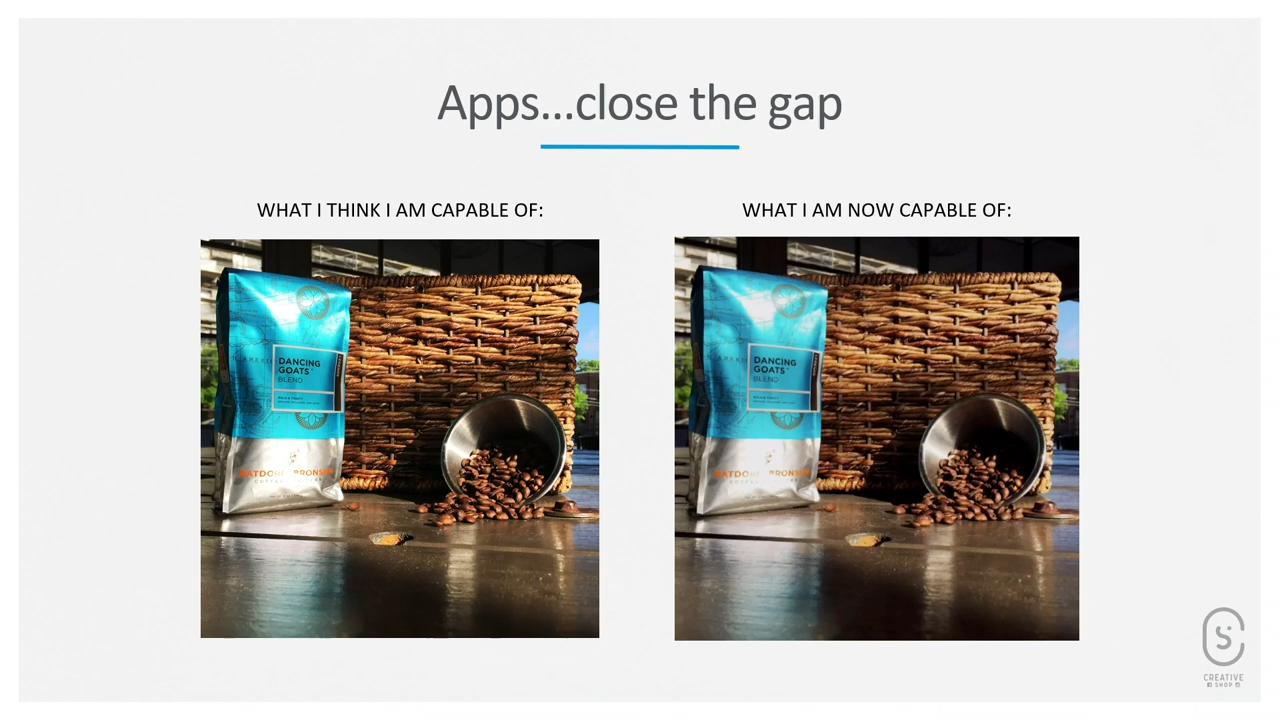 Apps...close the gap
WHAT I THINK I AM CAPABLE OF:
WHAT I AM NOW CAPABLE OF:
DANCING
GOATS
BLEND
DANCING
GOATS
BLEND
CREATIVE
SHOP